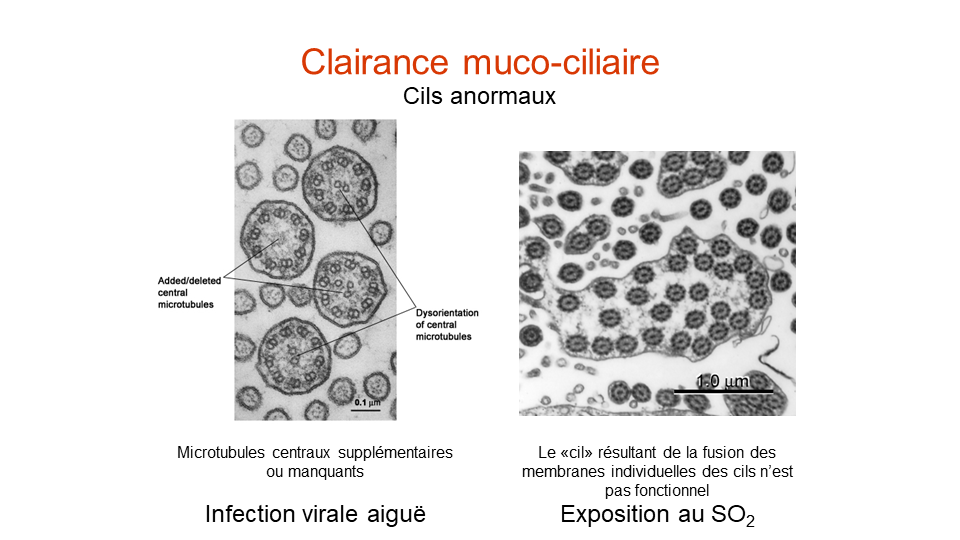 Clairance muco-ciliaire
Cils anormaux
Added/deleted
central
microtubules
Dysorientation
of central
microtubules
0.1 μm
1.0 μm
Microtubules centraux supplémentaires
ou manquants
Le «cil» résultant de la fusion des
membranes individuelles des cils n’est
pas fonctionnel
Infection virale aiguë
Exposition au SO₂